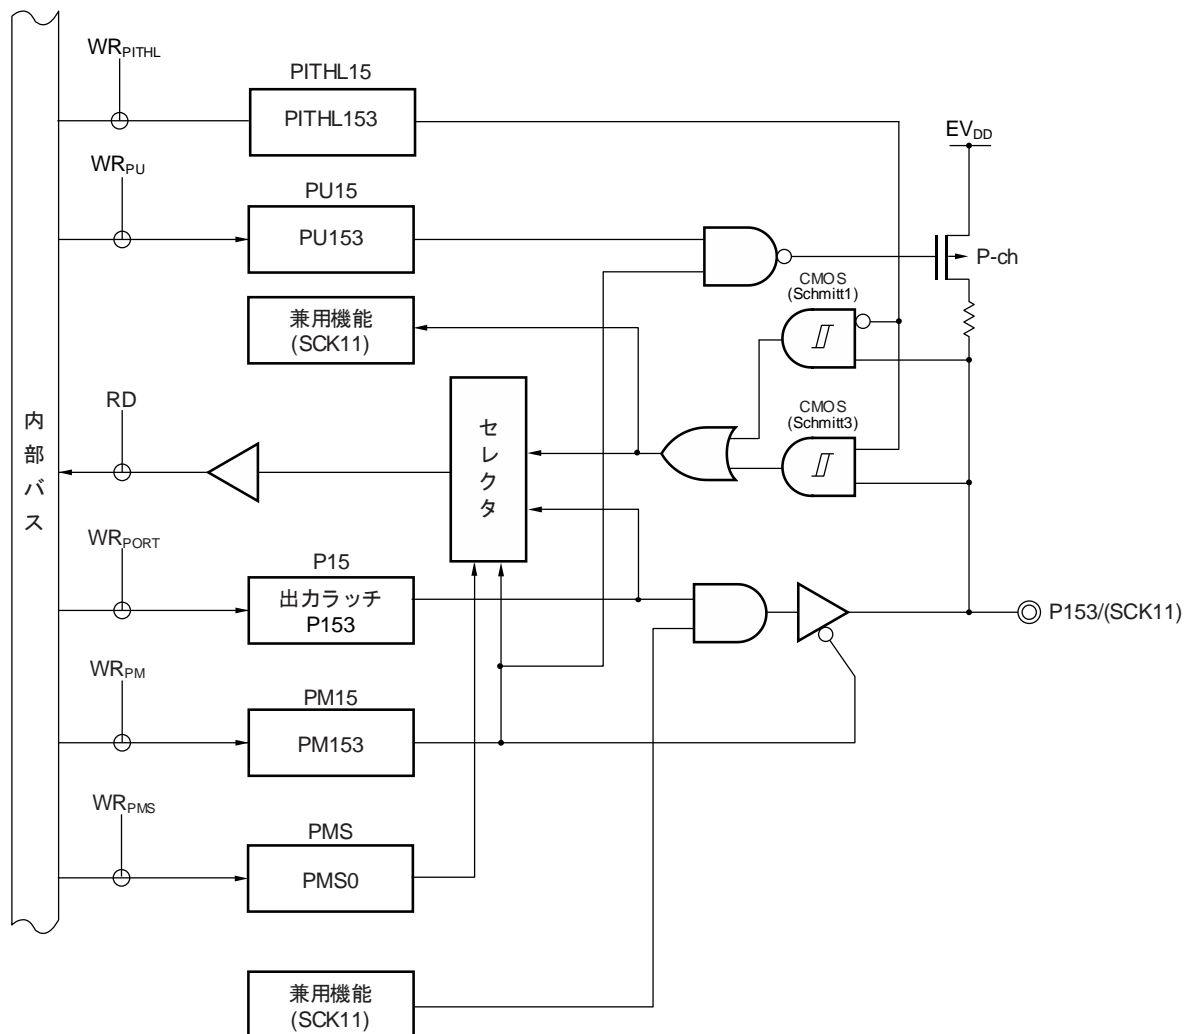 WRPITHL
PITHL15
PITHL153
EVDD
WRPU
PU15
PU153
P-ch
CMOS
(Schmitt1)
兼用機能
(SCK11)
RD
内部バス
セレクタ
CMOS
(Schmitt3)
WRPORT
P15
出力ラッチ
P153
P153/(SCK11)
WRPM
PM15
PM153
WRPMS
PMS
PMS0
兼用機能
(SCK11)